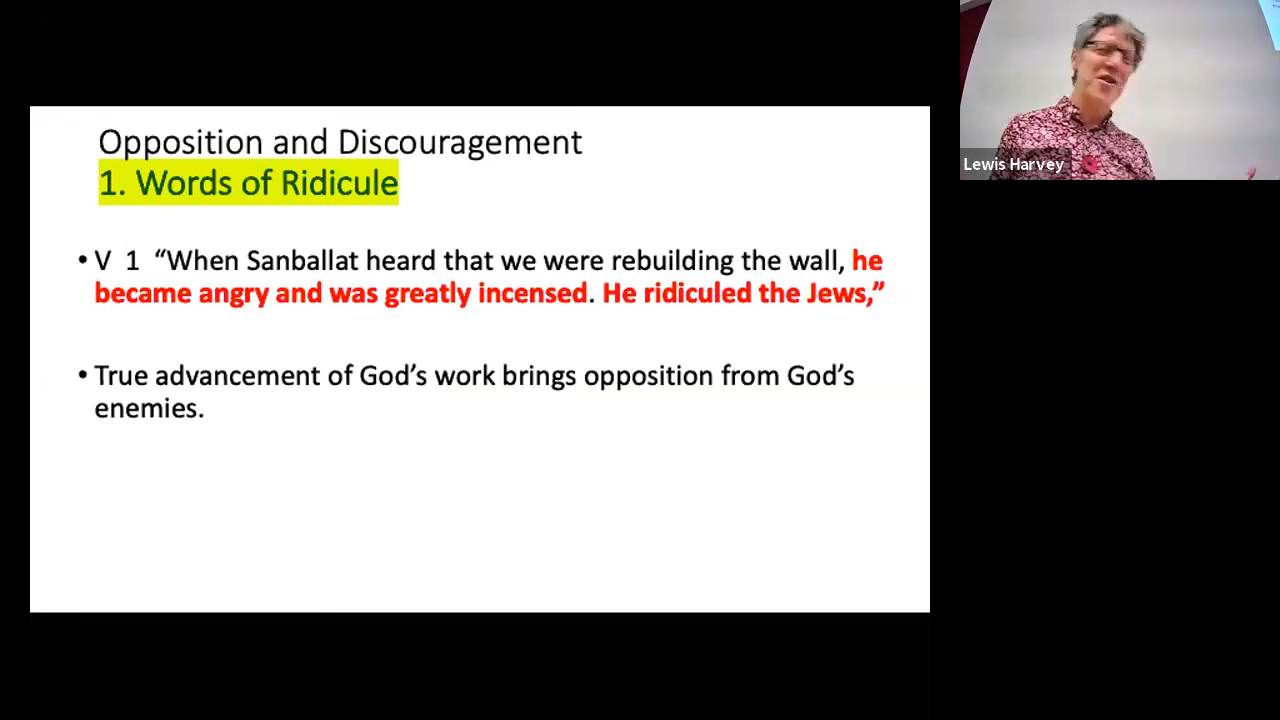 Opposition and Discouragement
1. Words of Ridicule
• V 1 “When Sanballat heard that we were rebuilding the wall, he
became angry and was greatly incensed. He ridiculed the Jews,”
• True advancement of God’s work brings opposition from God’s
enemies.
Lewis Harvey